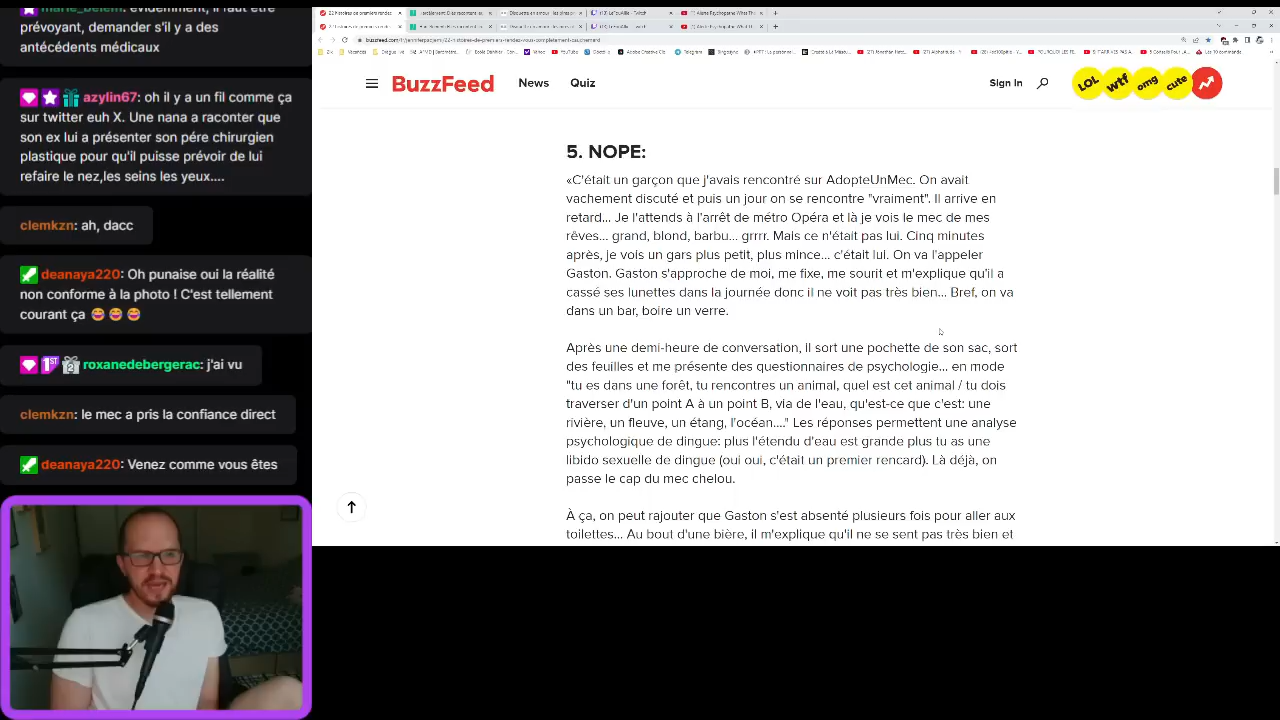 marie_belem: évidemment, il faut être
prévoyant, demander s'il y a des
antécédents médicaux
azylin67: oh il y a un fil comme ça
sur twitter euh X. Une nana a raconter que
son ex lui a présenter son pére chirurgien
plastique pour qu'il puisse prévoir de lui
refaire le nez,les seins les yeux....
clemkzn: ah, dacc
deanaya220: Oh punaise oui la réalité
non conforme à la photo ! C'est tellement
courant ça 😅😅😅
1ST 2 roxanedebergerac: j'ai vu
clemkzn: le mec a pris la confiance direct
deanaya220: Venez comme vous êtes
BuzzFeed
News Quiz
Sign In
LOL wtf omg cute
5. NOPE:
«C'était un garçon que j'avais rencontré sur AdopteUnMec. On avait
vachement discuté et puis un jour on se rencontre "vraiment". Il arrive en
retard... Je l'attends à l'arrêt de métro Opéra et là je vois le mec de mes
rêves... grand, blond, barbu... grrrr. Mais ce n'était pas lui. Cinq minutes
après, je vois un gars plus petit, plus mince... c'était lui. On va l'appeler
Gaston. Gaston s'approche de moi, me fixe, me sourit et m'explique qu'il a
cassé ses lunettes dans la journée donc il ne voit pas très bien... Bref, on va
dans un bar, boire un verre.
Après une demi-heure de conversation, il sort une pochette de son sac, sort
des feuilles et me présente des questionnaires de psychologie... en mode
"tu es dans une forêt, tu rencontres un animal, quel est cet animal / tu dois
traverser d'un point A à un point B, via de l'eau, qu'est-ce que c'est: une
rivière, un fleuve, un étang, l'océan...." Les réponses permettent une analyse
psychologique de dingue: plus l'étendu d'eau est grande plus tu as une
libido sexuelle de dingue (oui oui, c'était un premier rencard). Là déjà, on
passe le cap du mec chelou.
À ça, on peut rajouter que Gaston s'est absenté plusieurs fois pour aller aux
toilettes... Au bout d'une bière, il m'explique qu'il ne se sent pas très bien et